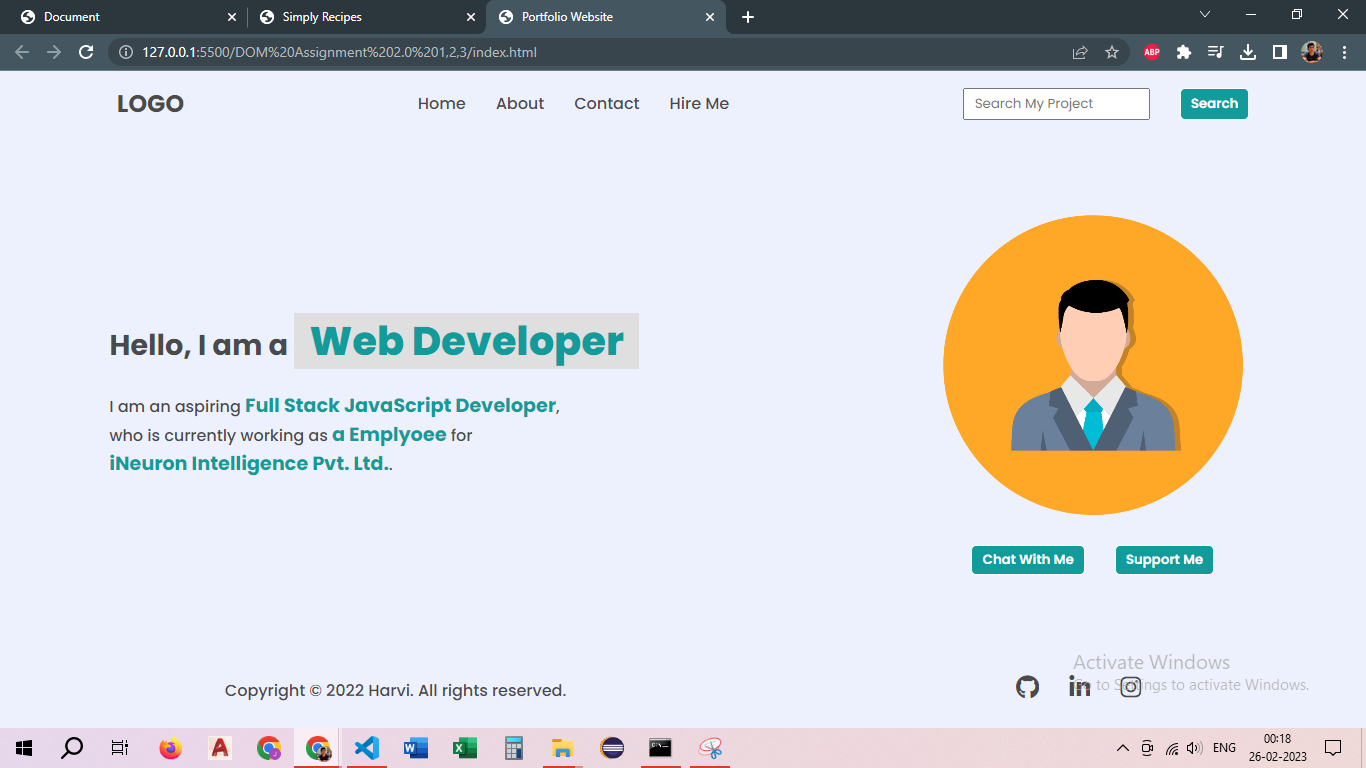 Document
Simply Recipes
Portfolio Website
127.0.0.1:5500/DOM%20Assignment%202.0%201,2,3/index.html
ABP
LOGO
Home
About
Contact
Hire Me
Search My Project
Search
Hello, I am a Web Developer
I am an aspiring Full Stack JavaScript Developer,
who is currently working as a Emplyoee for
iNeuron Intelligence Pvt. Ltd..
Chat With Me
Support Me
Activate Windows
Go to Settings to activate Windows.
Copyright © 2022 Harvi. All rights reserved.
in
ENG
00:18
26-02-2023